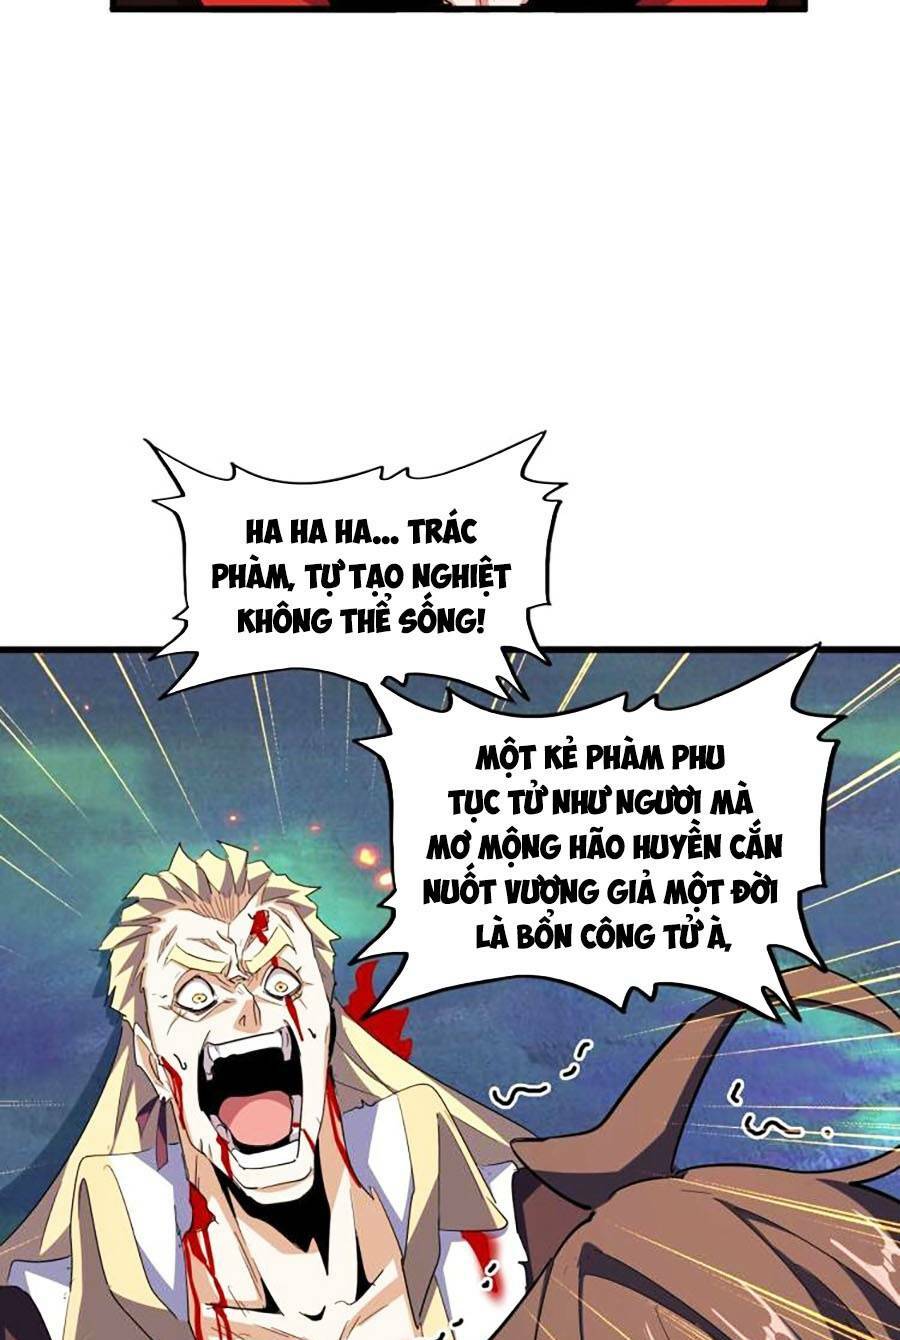 HA HA HA... TRÁC
PHÀM, TỰ TẠO NGHIỆT
KHÔNG THỂ SỐNG!
MỘT KẺ PHÀM PHU
TỤC TỬ NHƯ NGƯƠI MÀ
MƠ MỘNG HÃO HUYỀN CẮN
NUỐT VƯƠNG GIẢ MỘT ĐỜI
LÀ BỔN CÔNG TỬ À,